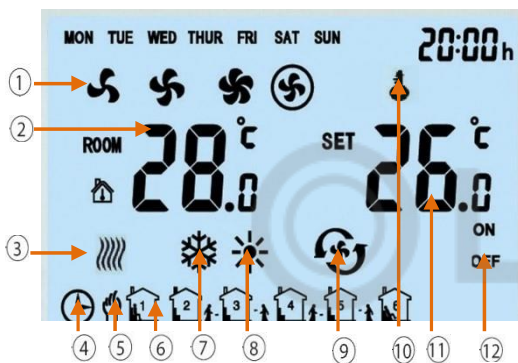 MON TUE WED THUR FRI SAT SUN 20:00h
①
② ROOM 28.0 °C SET 26.0 °C
③ ON
OFF
1 2 3 4 5 6
④ ⑤ ⑥ ⑦ ⑧ ⑨ ⑩ ⑪ ⑫